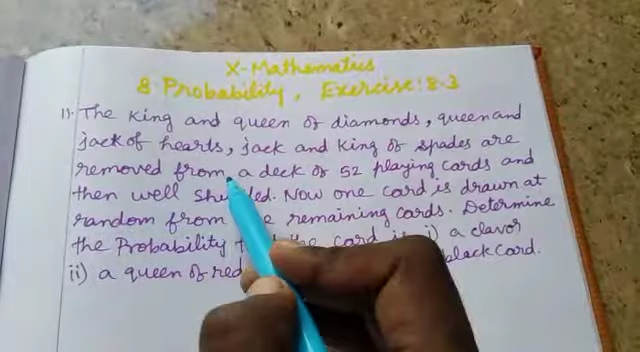 X-Mathematics
8. Probability, Exercise: 8.3
11. The King and queen of diamonds, queen and
jack of hearts, jack and King of spades are
removed from a deck of 52 playing cards and
then well. Now one card is drawn at
random from remaining cards. Determine
the Probability the card is i) a clavor
ii) a queen of red black card.